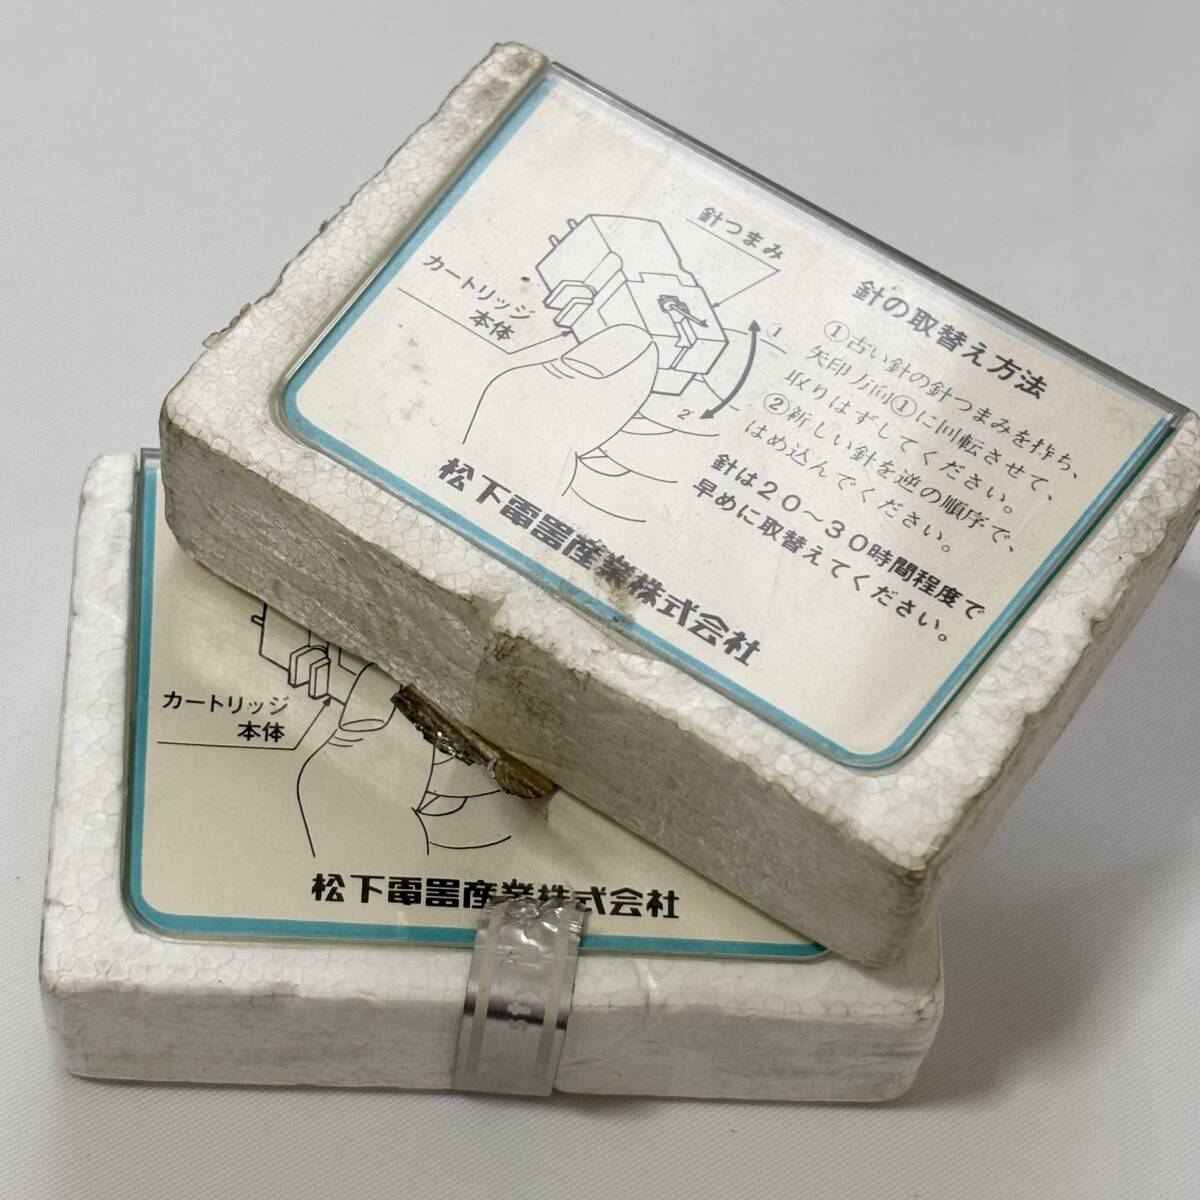 針つまみ
カートリッジ
本体
1
2
針の取替え方法
①古い針の針つまみを持ち、
矢印方向①に回転させて、
取りはずしてください。
②新しい針を逆の順序で、
はめ込んでください。
針は20～30時間程度で
早めに取替えてください。
松下電器産業株式会社
カートリッジ
本体
松下電器産業株式会社